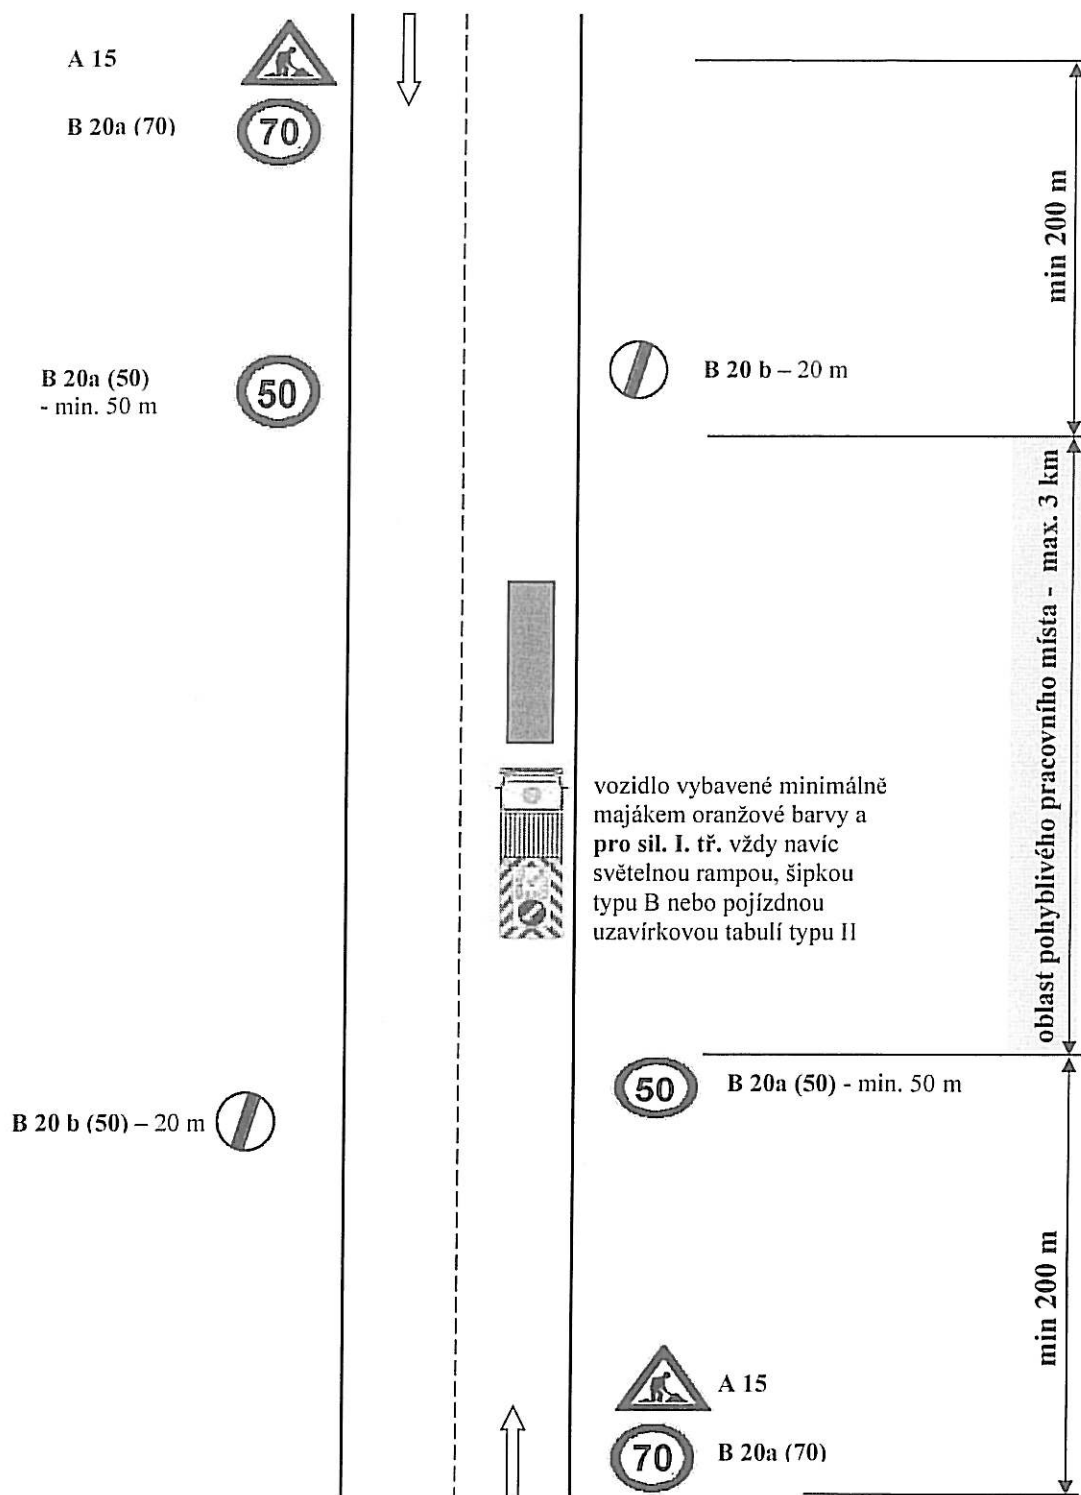 A 15
B 20a (70)
70
min 200 m
B 20a (50)
- min. 50 m
50
B 20 b – 20 m
oblast pohyblivého pracovního místa - max. 3 km
vozidlo vybavené minimálně
majákem oranžové barvy a
pro sil. I. tř. vždy navíc
světelnou rampou, šipkou
typu B nebo pojízdnou
uzavírkovou tabulí typu II
50
B 20a (50) - min. 50 m
B 20 b (50) – 20 m
min 200 m
A 15
70
B 20a (70)